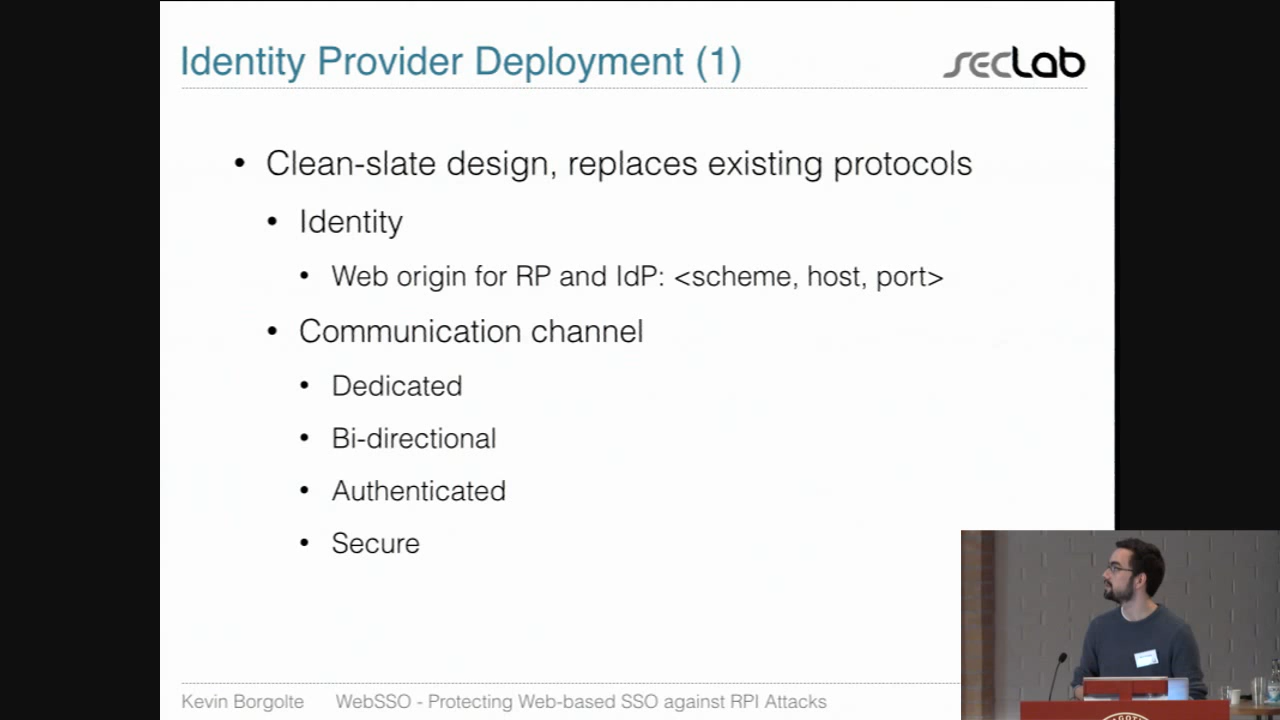 Identity Provider Deployment (1)
secLab
• Clean-slate design, replaces existing protocols
• Identity
• Web origin for RP and IdP: <scheme, host, port>
• Communication channel
• Dedicated
• Bi-directional
• Authenticated
• Secure
Kevin Borgolte WebSSO - Protecting Web-based SSO against RPI Attacks